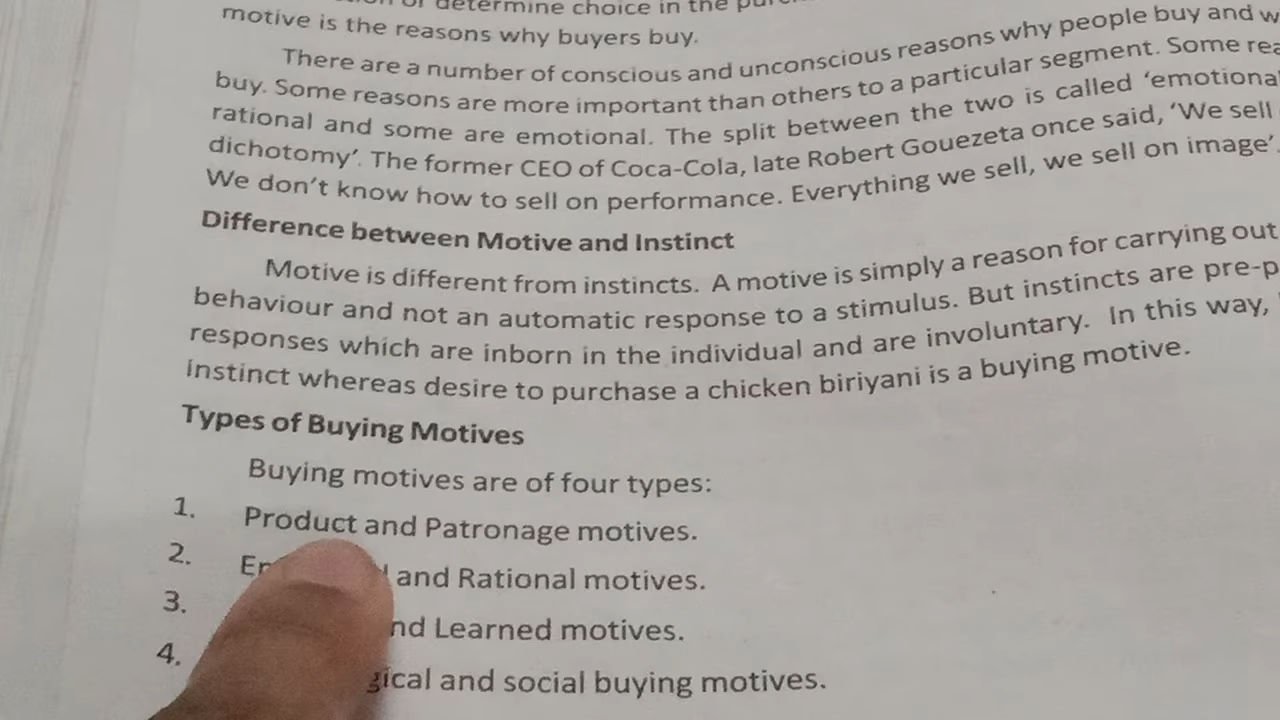 determine choice in the
motive is the reasons why buyers buy.
There are a number of conscious and unconscious reasons why people buy and
buy. Some reasons are more important than others to a particular segment. Some
rational and some are emotional. The split between the two is called ‘emotional
dichotomy’. The former CEO of Coca-Cola, late Robert Gouezeta once said, ‘We sell
We don’t know how to sell on performance. Everything we sell, we sell on image’.
Difference between Motive and Instinct
Motive is different from instincts. A motive is simply a reason for carrying out
behaviour and not an automatic response to a stimulus. But instincts are pre-p
responses which are inborn in the individual and are involuntary. In this way,
instinct whereas desire to purchase a chicken biriyani is a buying motive.
Types of Buying Motives
Buying motives are of four types:
1. Product and Patronage motives.
2. and Rational motives.
3. Learned motives.
4. and social buying motives.